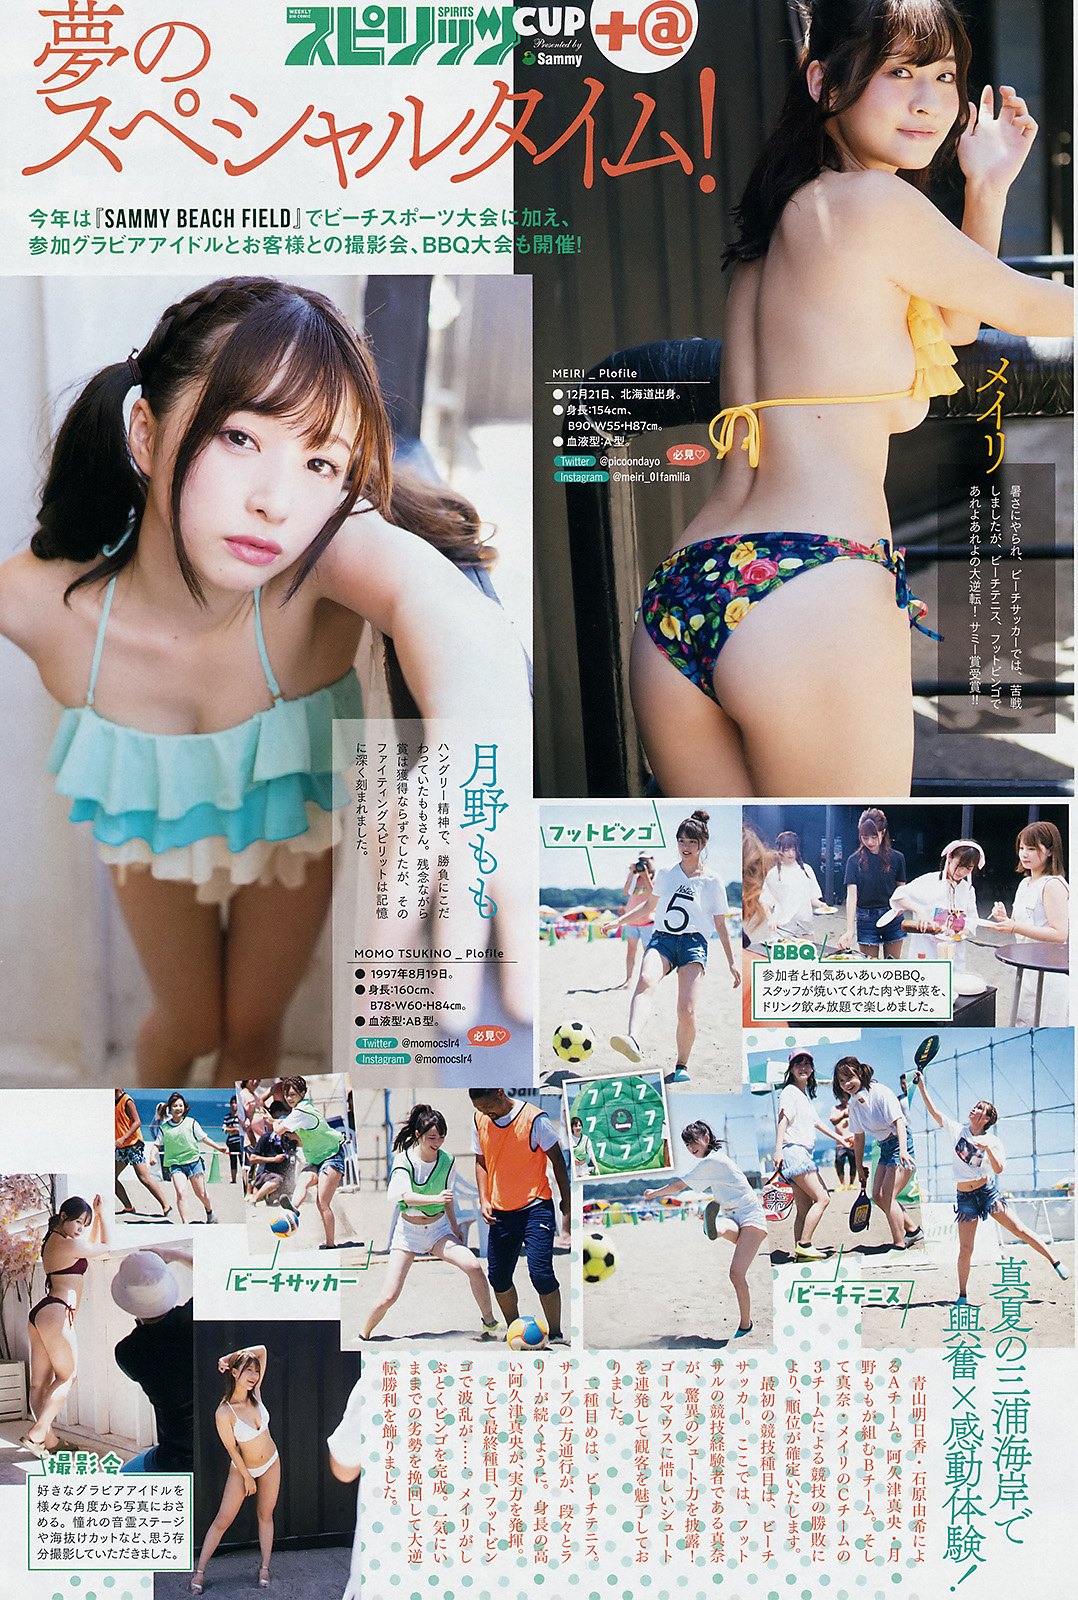 WEEKLY
BIG COMIC
SPIRITS
スピリッツ
CUP
Presented by
Sammy
+@
夢の
スペシャルタイム!
今年は『SAMMY BEACH FIELD』でビーチスポーツ大会に加え、
参加グラビアアイドルとお客様との撮影会、BBQ大会も開催!
メイリ
MEIRI _ Plofile
● 12月21日、北海道出身。
● 身長:154cm、
B90・W55・H87cm。
● 血液型:A型。
必見♡
Twitter @picoondayo
Instagram @meiri_01familia
暑さにやられ、ビーチサッカーでは、苦戦
しましたが、ビーチテニス、フットビンゴで
あれよあれよの大逆転! サミー賞受賞!!
月野もも
ハングリー精神で、勝負にこだ
わっていたももさん。残念ながら
賞は獲得ならずでしたが、その
ファイティングスピリットは記憶
に深く刻まれました。
MOMO TSUKINO _ Plofile
● 1997年8月19日。
● 身長:160cm、
B78・W60・H84cm。
● 血液型:AB型。
必見♡
Twitter @momocslr4
Instagram @momocslr4
フットビンゴ
5
BBQ
参加者と和気あいあいのBBQ。
スタッフが焼いてくれた肉や野菜を、
ドリンク飲み放題で楽しめました。
7 7 7
7 7
7 7 7
ビーチサッカー
ビーチテニス
撮影会
好きなグラビアアイドルを
様々な角度から写真におさ
める。憧れの音霊ステージ
や海抜けカットなど、思う存
分撮影していただきました。
真夏の三浦海岸で
興奮×感動体験!
青山明日香・石原由希によ
るAチーム。阿久津真央・月
野ももが組むBチーム。そし
て真奈・メイリのCチームの
3チームによる競技の勝敗に
より、順位が確定いたします。
最初の競技種目は、ビーチ
サッカー。ここでは、フット
サルの競技経験者である真奈
が、驚異のシュート力を披露!
ゴールマウスに惜しいシュート
を連発して観客を魅了してお
りました。
二種目めは、ビーチテニス。
サーブの一方通行が、段々とラ
リーが続くように。身長の高
い阿久津真央が、実力を発揮。
そして最終種目、フットビン
ゴで波乱が……。メイリがし
ぶとくビンゴを完成。一気にい
ままでの劣勢を挽回して大逆
転勝利を飾りました。